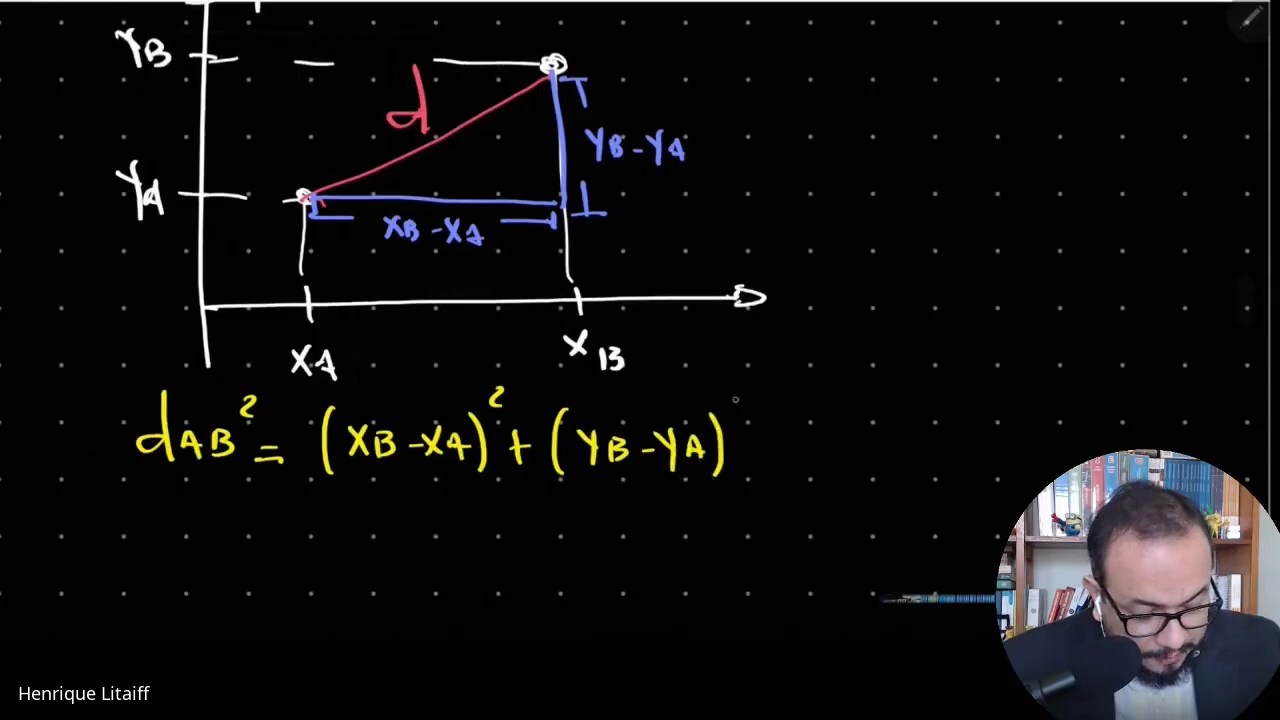 YB
d
YB - YA
YA
XB - XA
XA
XB
dAB² = (XB - XA)² + (YB - YA)
Henrique Litaiff